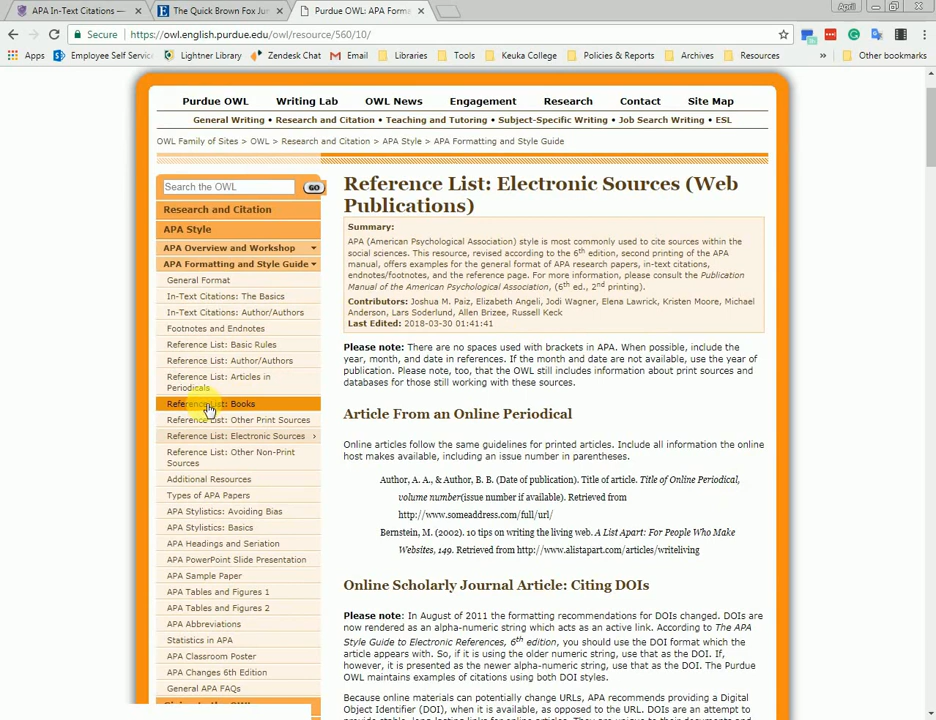 APA In-Text Citations —
The Quick Brown Fox Jum
Purdue OWL: APA Forma
April
Secure
https://owl.english.purdue.edu/owl/resource/560/10/
Apps
Employee Self Servic
Lightner Library
Zendesk Chat
Email
Libraries
Tools
Keuka College
Policies & Reports
Archives
Resources
»
Other bookmarks
Purdue OWL
Writing Lab
OWL News
Engagement
Research
Contact
Site Map
General Writing • Research and Citation • Teaching and Tutoring • Subject-Specific Writing • Job Search Writing • ESL
OWL Family of Sites > OWL > Research and Citation > APA Style > APA Formatting and Style Guide
Search the OWL
GO
Research and Citation
APA Style
APA Overview and Workshop
APA Formatting and Style Guide
General Format
In-Text Citations: The Basics
In-Text Citations: Author/Authors
Footnotes and Endnotes
Reference List: Basic Rules
Reference List: Author/Authors
Reference List: Articles in
Periodicals
Reference List: Books
Reference List: Other Print Sources
Reference List: Electronic Sources
Reference List: Other Non-Print
Sources
Additional Resources
Types of APA Papers
APA Stylistics: Avoiding Bias
APA Stylistics: Basics
APA Headings and Seriation
APA PowerPoint Slide Presentation
APA Sample Paper
APA Tables and Figures 1
APA Tables and Figures 2
APA Abbreviations
Statistics in APA
APA Classroom Poster
APA Changes 6th Edition
General APA FAQs
Reference List: Electronic Sources (Web
Publications)
Summary:
APA (American Psychological Association) style is most commonly used to cite sources within the
social sciences. This resource, revised according to the 6th edition, second printing of the APA
manual, offers examples for the general format of APA research papers, in-text citations,
endnotes/footnotes, and the reference page. For more information, please consult the Publication
Manual of the American Psychological Association, (6th ed., 2nd printing).
Contributors: Joshua M. Paiz, Elizabeth Angeli, Jodi Wagner, Elena Lawrick, Kristen Moore, Michael
Anderson, Lars Soderlund, Allen Brizee, Russell Keck
Last Edited: 2018-03-30 01:41:41
Please note: There are no spaces used with brackets in APA. When possible, include the
year, month, and date in references. If the month and date are not available, use the year of
publication. Please note, too, that the OWL still includes information about print sources and
databases for those still working with these sources.
Article From an Online Periodical
Online articles follow the same guidelines for printed articles. Include all information the online
host makes available, including an issue number in parentheses.
Author, A. A., & Author, B. B. (Date of publication). Title of article. Title of Online Periodical,
volume number(issue number if available). Retrieved from
http://www.someaddress.com/full/url/
Bernstein, M. (2002). 10 tips on writing the living web. A List Apart: For People Who Make
Websites, 149. Retrieved from http://www.alistapart.com/articles/writeliving
Online Scholarly Journal Article: Citing DOIs
Please note: In August of 2011 the formatting recommendations for DOIs changed. DOIs are
now rendered as an alpha-numeric string which acts as an active link. According to The APA
Style Guide to Electronic References, 6th edition, you should use the DOI format which the
article appears with. So, if it is using the older numeric string, use that as the DOI. If,
however, it is presented as the newer alpha-numeric string, use that as the DOI. The Purdue
OWL maintains examples of citations using both DOI styles.
Because online materials can potentially change URLs, APA recommends providing a Digital
Object Identifier (DOI), when it is available, as opposed to the URL. DOIs are an attempt to